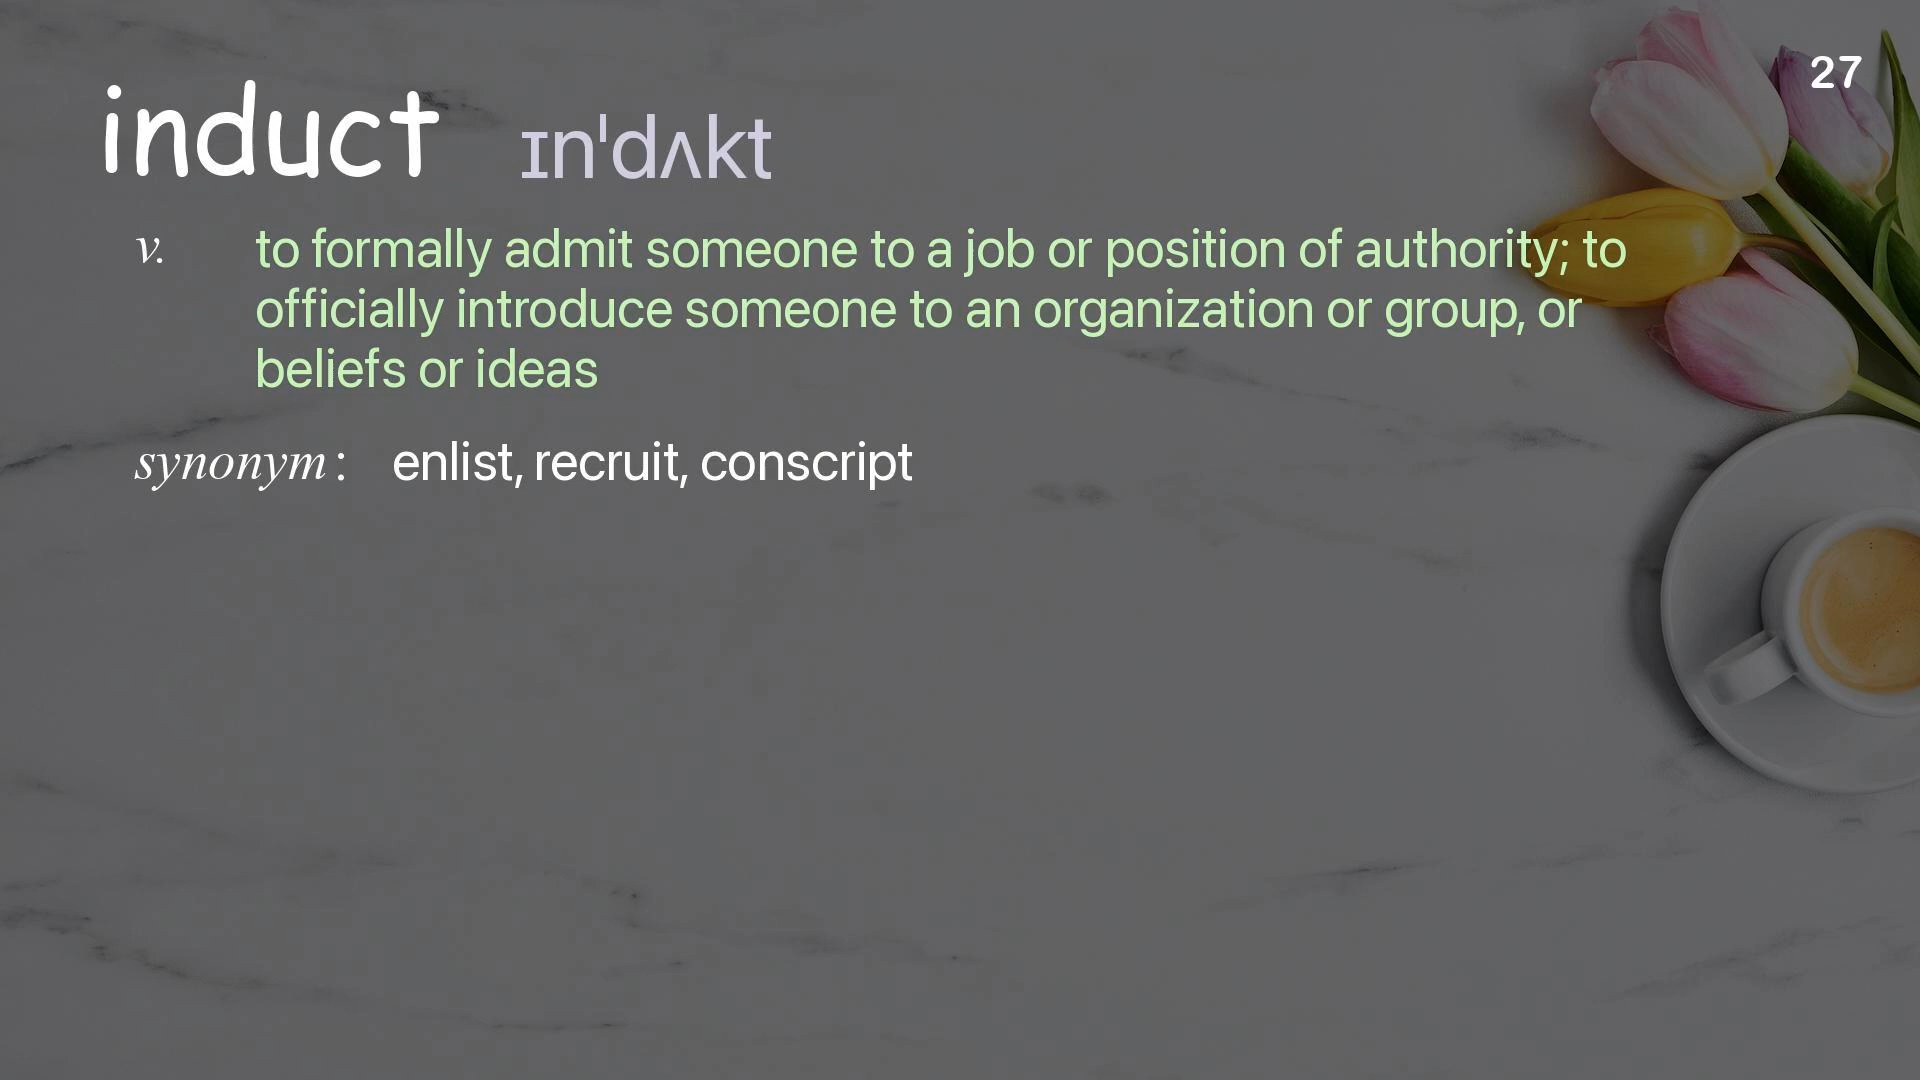 27
induct ɪnˈdʌkt
v. to formally admit someone to a job or position of authority; to
officially introduce someone to an organization or group, or
beliefs or ideas
synonym: enlist, recruit, conscript